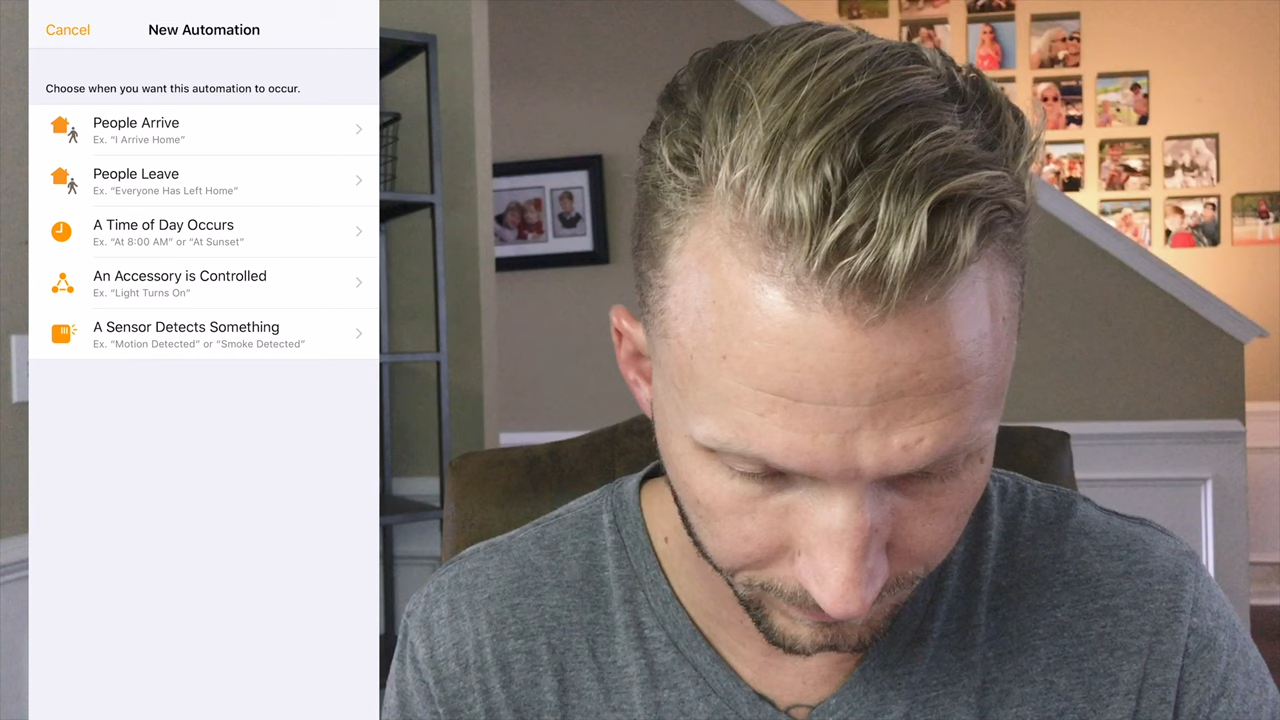 Cancel
New Automation
Choose when you want this automation to occur.
People Arrive
Ex. “I Arrive Home”
People Leave
Ex. “Everyone Has Left Home”
A Time of Day Occurs
Ex. “At 8:00 AM” or “At Sunset”
An Accessory is Controlled
Ex. “Light Turns On”
A Sensor Detects Something
Ex. “Motion Detected” or “Smoke Detected”